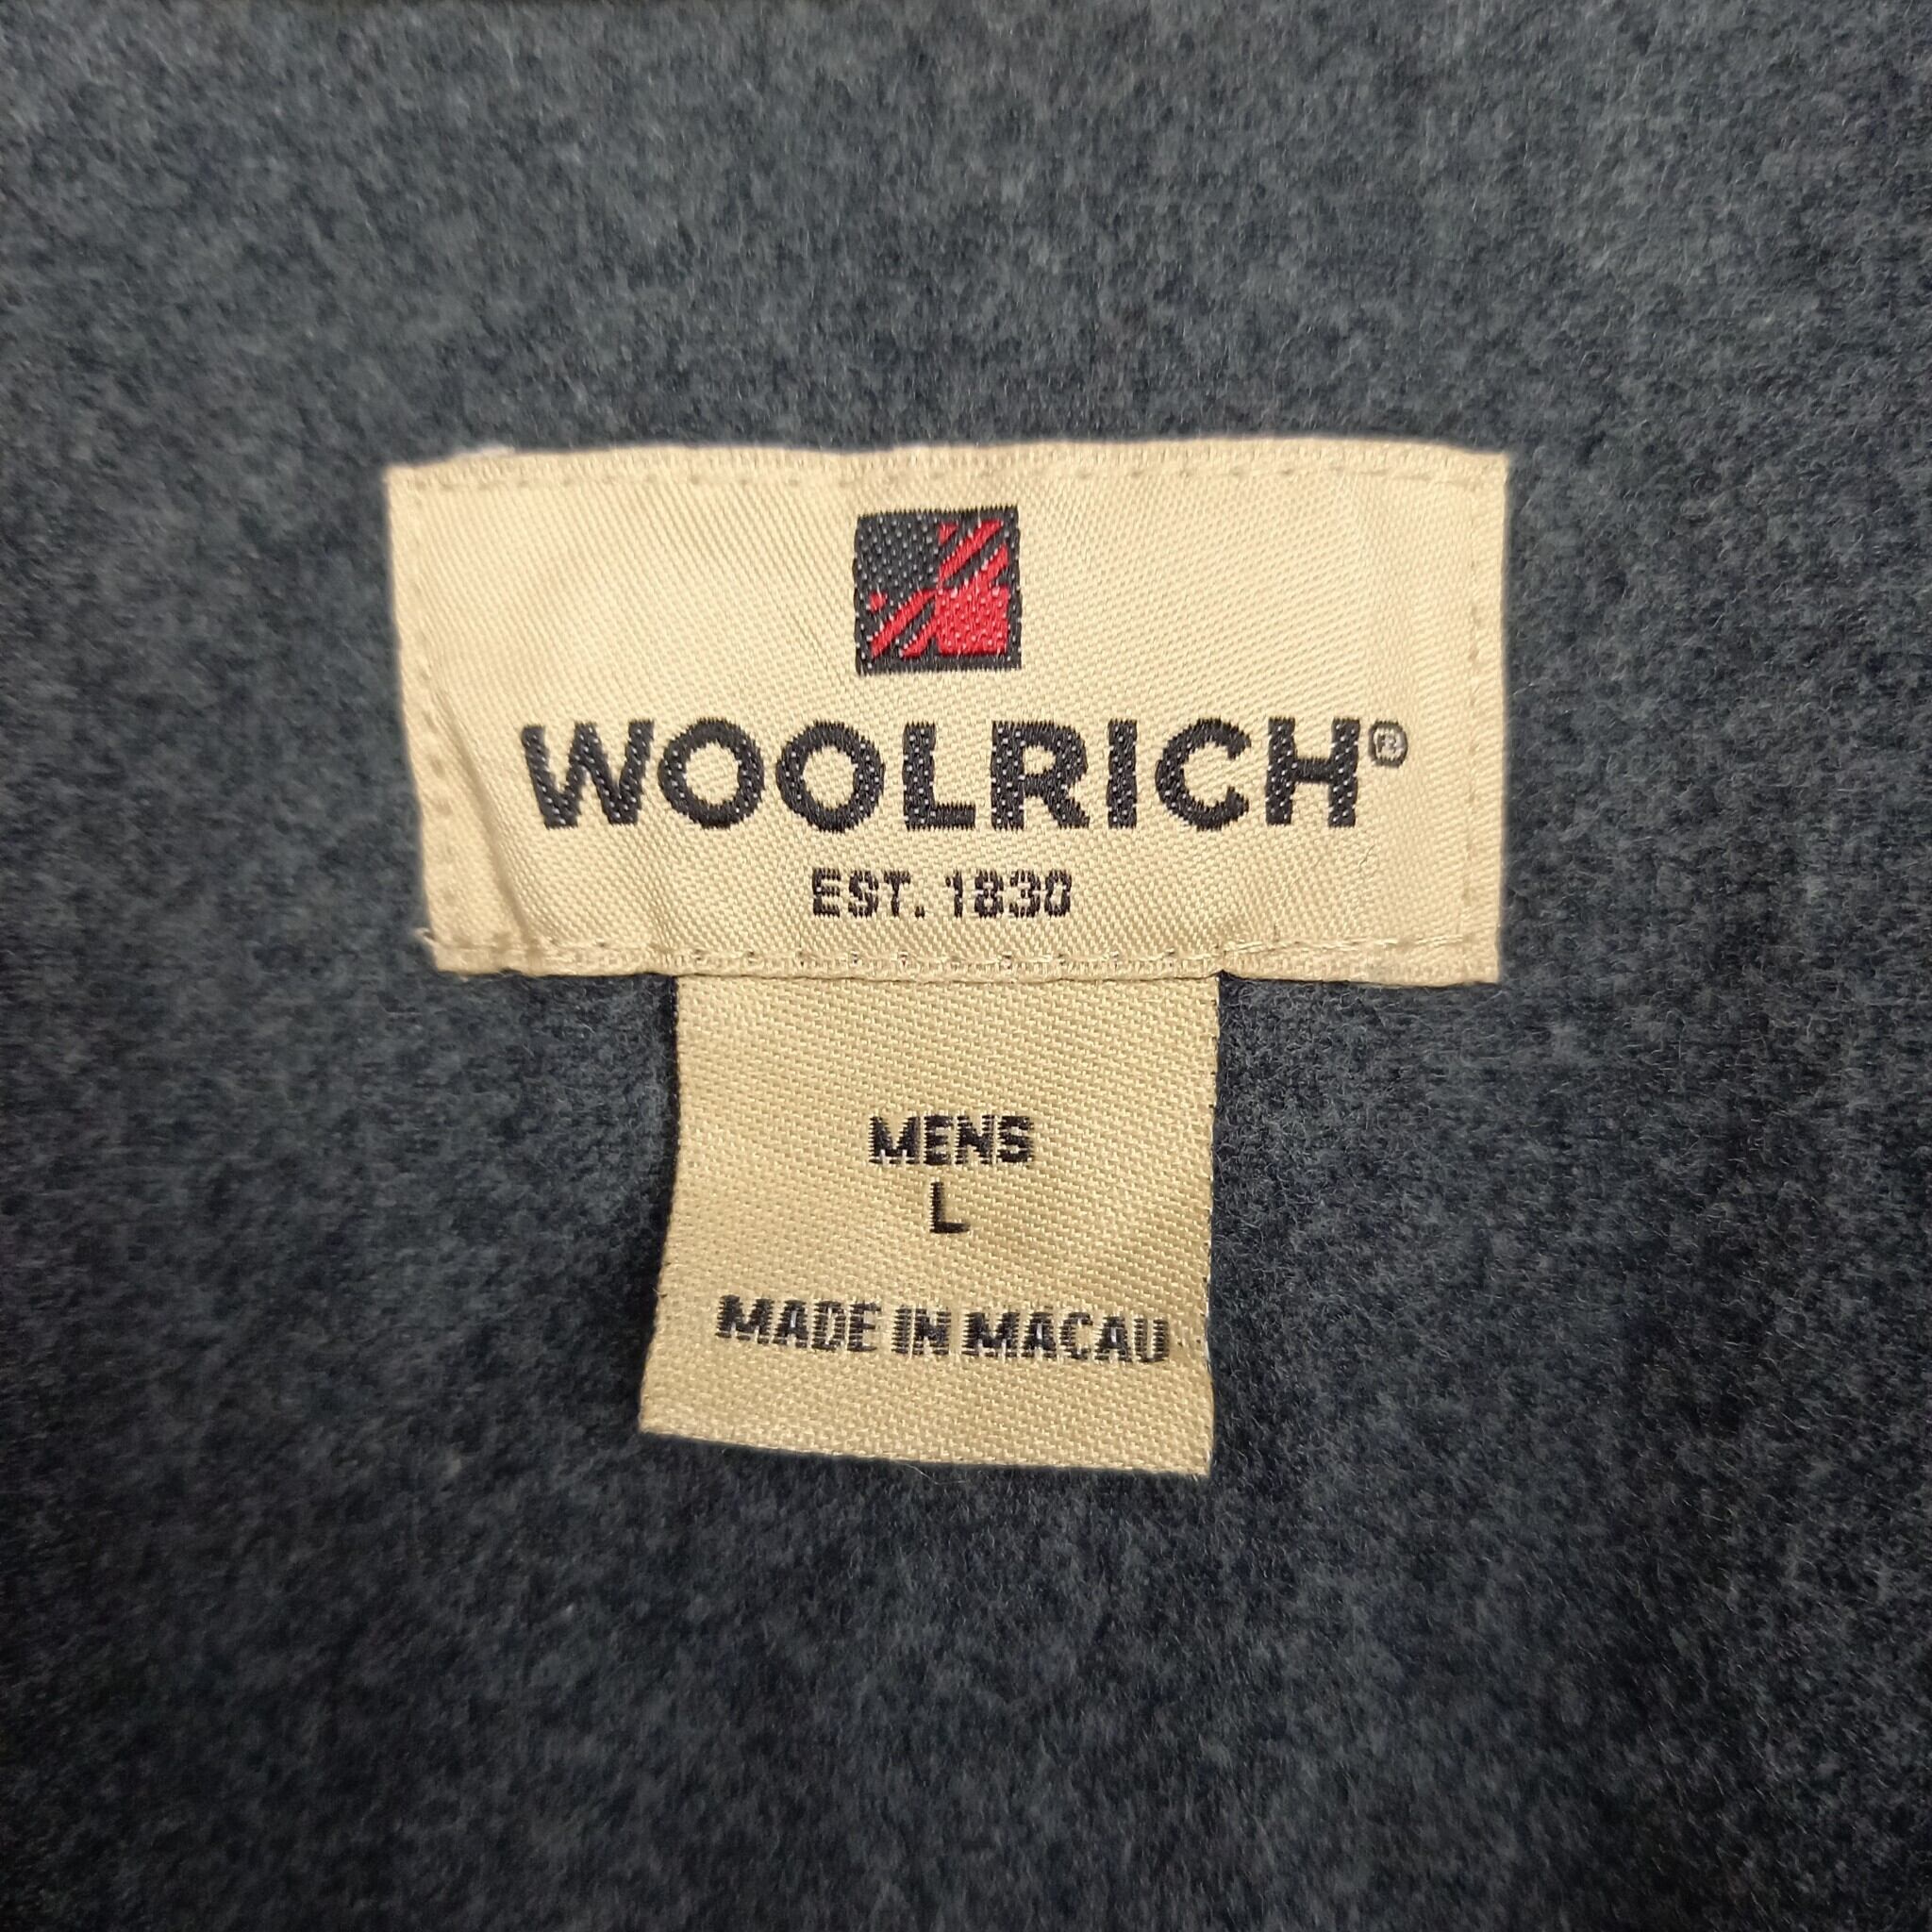 WOOLRICH®
EST. 1830
MENS
L
MADE IN MACAU